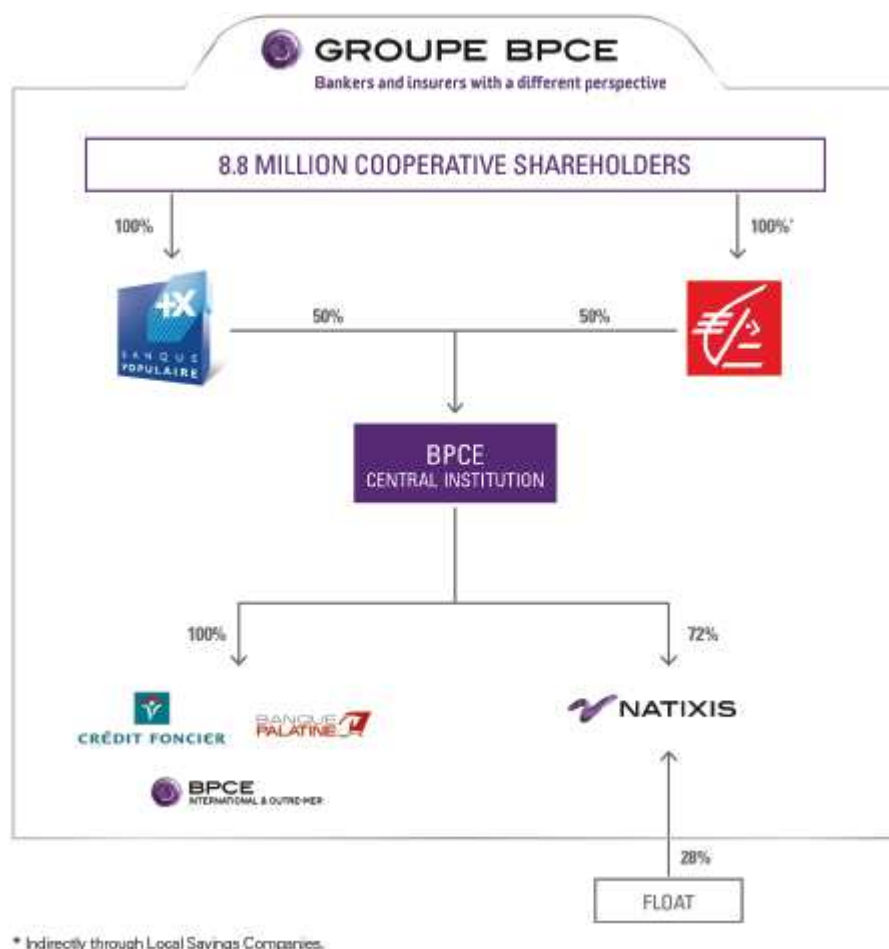 GROUPE BPCE
Bankers and insurers with a different perspective
8.8 MILLION COOPERATIVE SHAREHOLDERS
100%
100%*
+X
BANQUE
POPULAIRE
50%
50%
BPCE
CENTRAL INSTITUTION
100%
72%
CRÉDIT FONCIER
BANQUE
PALATINE
NATIXIS
BPCE
INTERNATIONAL & OUTRE-MER
28%
FLOAT
* Indirectly through Local Savings Companies.